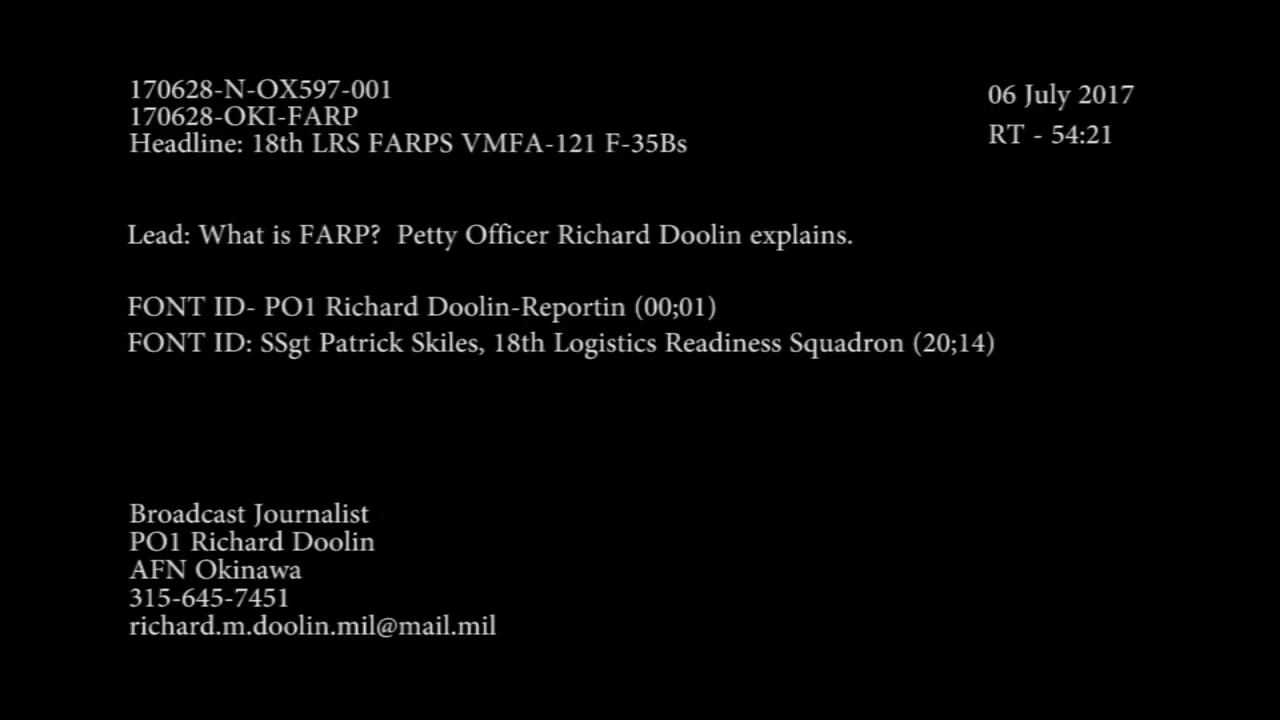 170628-N-OX597-001
170628-OKI-FARP
Headline: 18th LRS FARPS VMFA-121 F-35Bs
06 July 2017
RT - 54:21
Lead: What is FARP?  Petty Officer Richard Doolin explains.
FONT ID- PO1 Richard Doolin-Reportin (00;01)
FONT ID: SSgt Patrick Skiles, 18th Logistics Readiness Squadron (20;14)
Broadcast Journalist
PO1 Richard Doolin
AFN Okinawa
315-645-7451
richard.m.doolin.mil@mail.mil